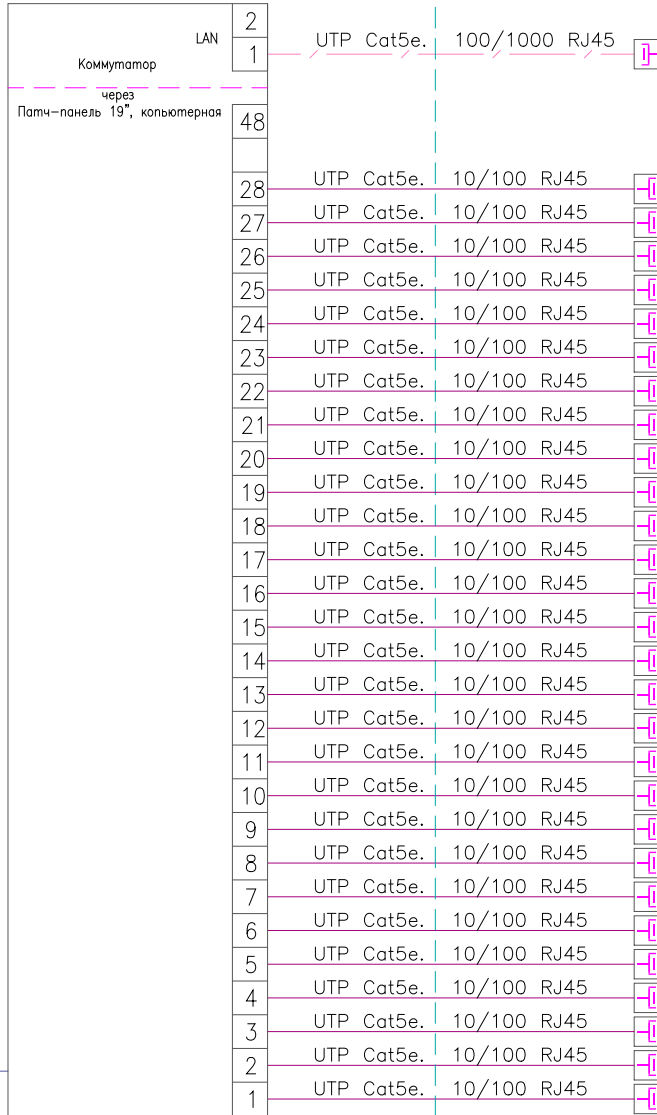 2
LAN
1 UTP Cat5e. 100/1000 RJ45
Коммутатор
через
Патч-панель 19", копьютерная
48
28 UTP Cat5e. 10/100 RJ45
27 UTP Cat5e. 10/100 RJ45
26 UTP Cat5e. 10/100 RJ45
25 UTP Cat5e. 10/100 RJ45
24 UTP Cat5e. 10/100 RJ45
23 UTP Cat5e. 10/100 RJ45
22 UTP Cat5e. 10/100 RJ45
21 UTP Cat5e. 10/100 RJ45
20 UTP Cat5e. 10/100 RJ45
19 UTP Cat5e. 10/100 RJ45
18 UTP Cat5e. 10/100 RJ45
17 UTP Cat5e. 10/100 RJ45
16 UTP Cat5e. 10/100 RJ45
15 UTP Cat5e. 10/100 RJ45
14 UTP Cat5e. 10/100 RJ45
13 UTP Cat5e. 10/100 RJ45
12 UTP Cat5e. 10/100 RJ45
11 UTP Cat5e. 10/100 RJ45
10 UTP Cat5e. 10/100 RJ45
9 UTP Cat5e. 10/100 RJ45
8 UTP Cat5e. 10/100 RJ45
7 UTP Cat5e. 10/100 RJ45
6 UTP Cat5e. 10/100 RJ45
5 UTP Cat5e. 10/100 RJ45
4 UTP Cat5e. 10/100 RJ45
3 UTP Cat5e. 10/100 RJ45
2 UTP Cat5e. 10/100 RJ45
1 UTP Cat5e. 10/100 RJ45